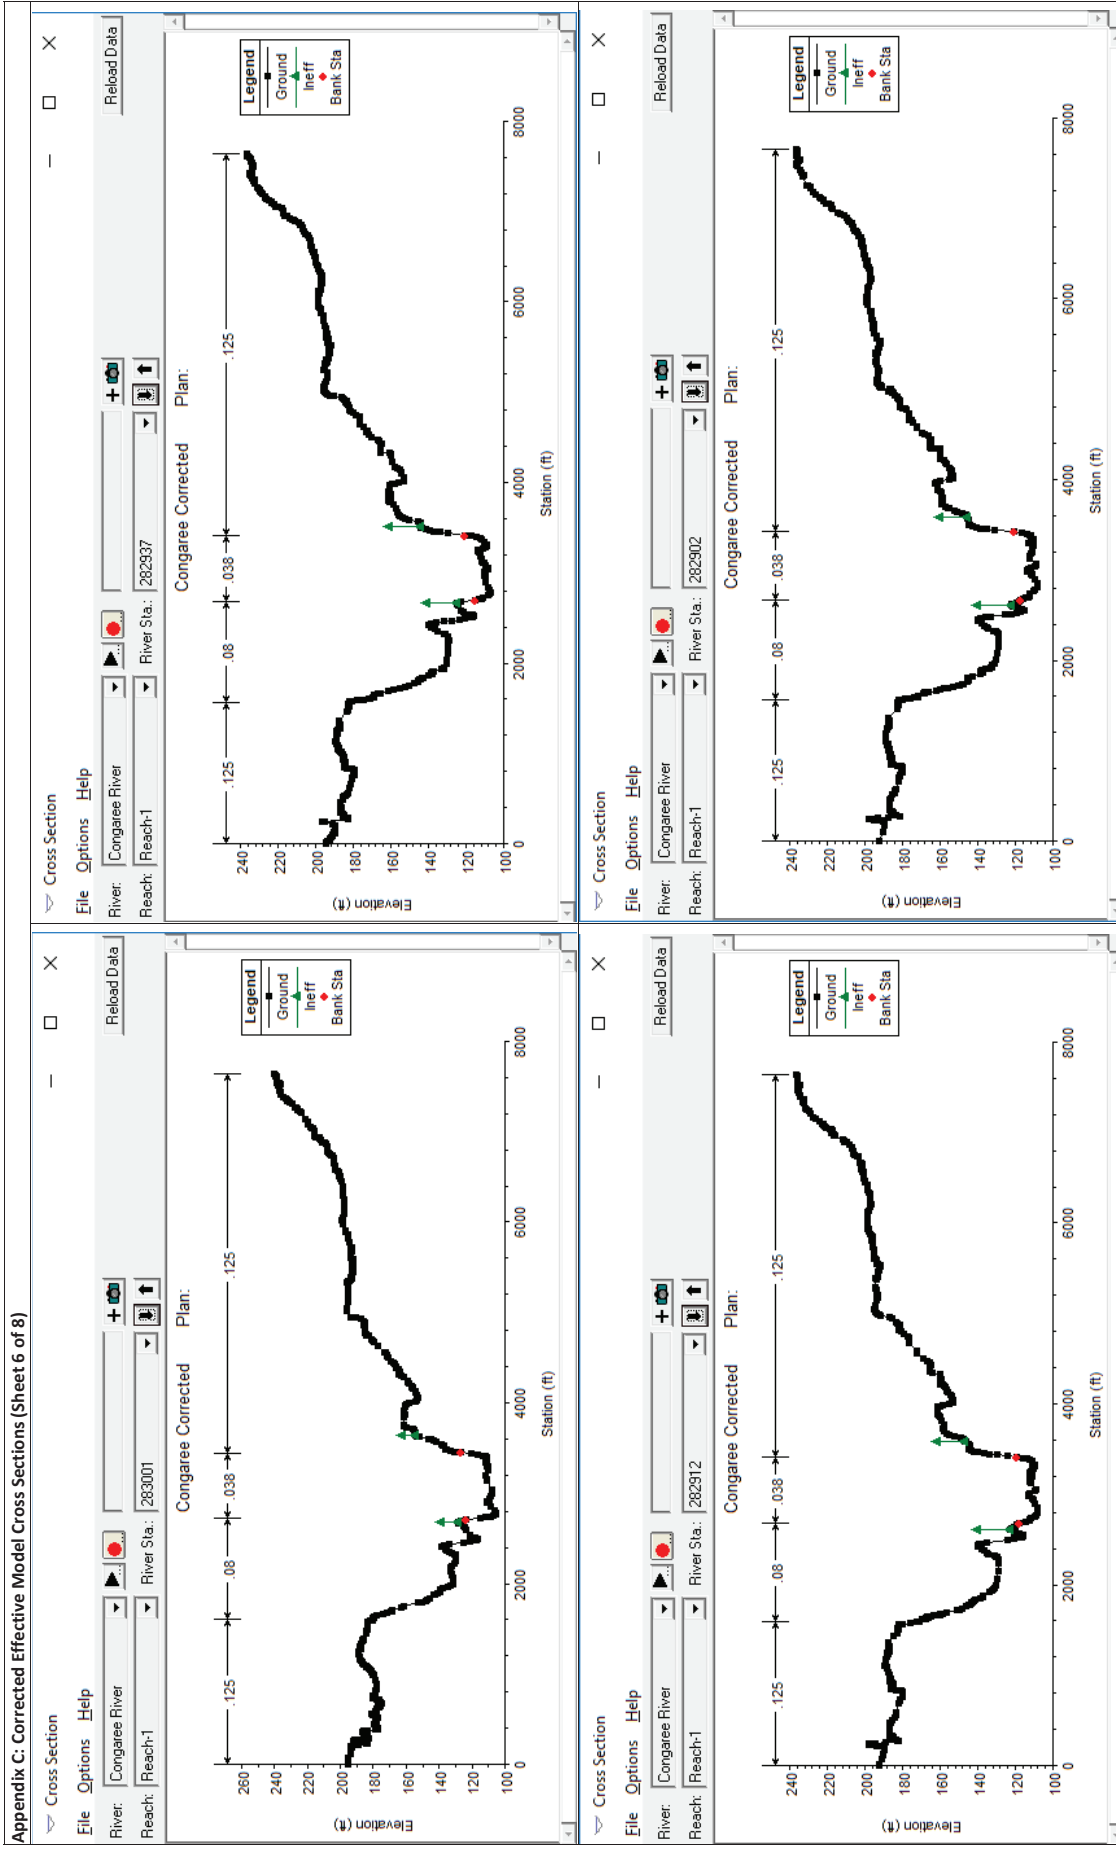 Appendix C: Corrected Effective Model Cross Sections (Sheet 6 of 8)
Cross Section
File Options Help
River: Congaree River
Reload Data
Reach: Reach-1 River Sta.: 283001
Congaree Corrected Plan:
.125 .08 .038 .125
Legend
Ground
Ineff
Bank Sta
260
240
220
200
180
160
140
120
100
0 2000 4000 6000 8000
Elevation (ft)
Station (ft)
Cross Section
File Options Help
River: Congaree River
Reload Data
Reach: Reach-1 River Sta.: 282937
Congaree Corrected Plan:
.125 .08 .038 .125
Legend
Ground
Ineff
Bank Sta
240
220
200
180
160
140
120
100
0 2000 4000 6000 8000
Elevation (ft)
Station (ft)
Cross Section
File Options Help
River: Congaree River
Reload Data
Reach: Reach-1 River Sta.: 282912
Congaree Corrected Plan:
.125 .08 .038 .125
Legend
Ground
Ineff
Bank Sta
240
220
200
180
160
140
120
100
0 2000 4000 6000 8000
Elevation (ft)
Station (ft)
Cross Section
File Options Help
River: Congaree River
Reload Data
Reach: Reach-1 River Sta.: 282902
Congaree Corrected Plan:
.125 .08 .038 .125
Legend
Ground
Ineff
Bank Sta
240
220
200
180
160
140
120
100
0 2000 4000 6000 8000
Elevation (ft)
Station (ft)